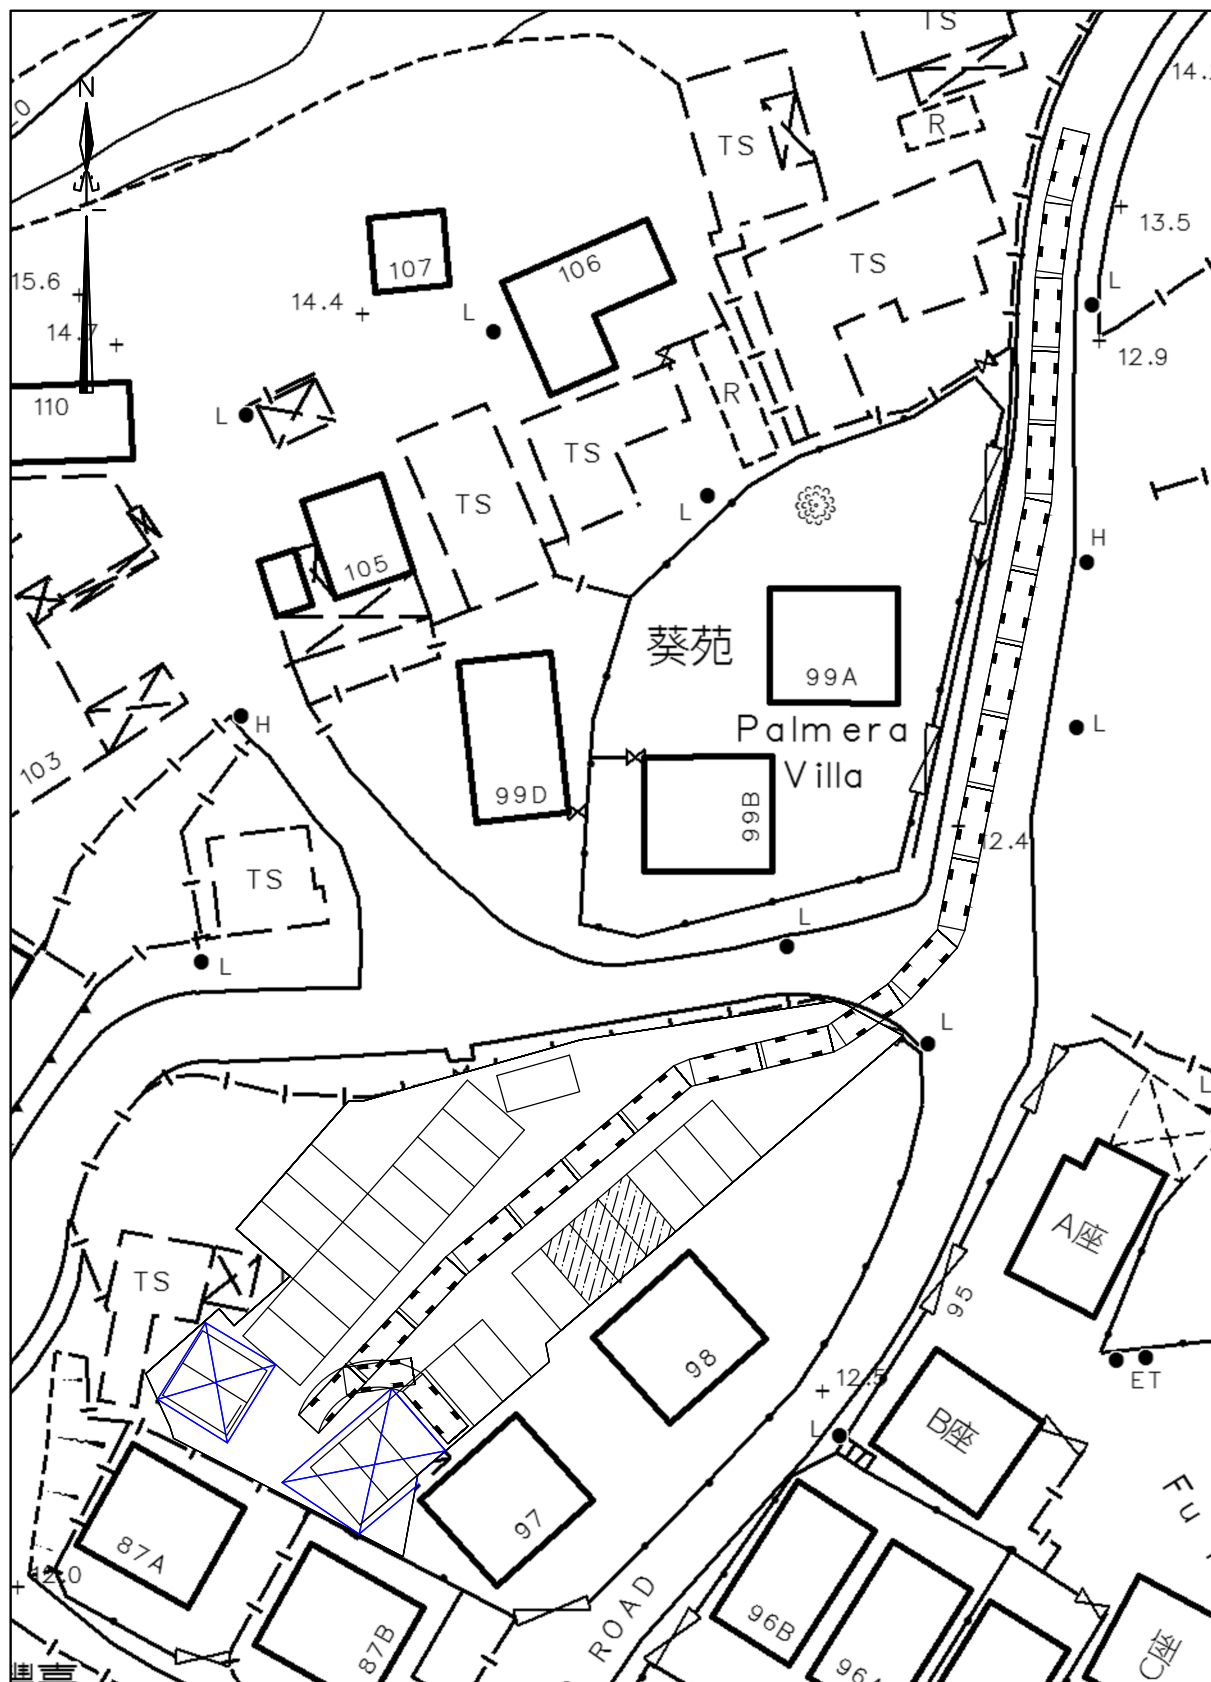 TS
14.
0
N
R
TS
13.5
107
106
TS
15.6
14.4
L
L
14.7
12.9
110
L
R
TS
TS
L
H
105
葵苑
99A
H
Palmera
L
103
99D
Villa
99B
12.4
TS
L
L
L
L
A座
TS
95
98
12.5
ET
L
B座
97
Fu
87A
12.0
ROAD
96B
87B
96A
C座